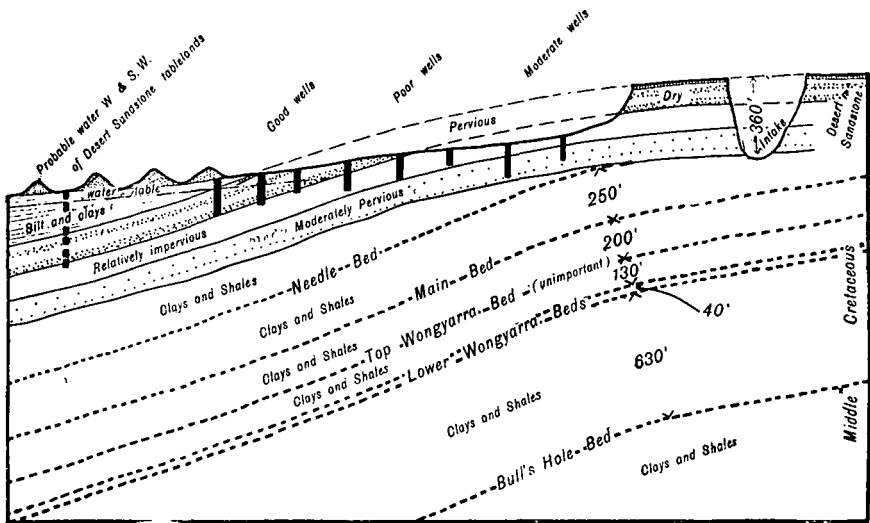 Probable water W & S.W.
of Desert Sandstone tablelands
Good wells
Poor wells
Moderate wells
Pervious
Dry
360'
Intake
Desert
Sandstone
water table
Silt and clays
Relatively impervious
Moderately Pervious
Clays and Shales
Needle Bed
250'
Clays and Shales
Main Bed
200'
Clays and Shales
Top Wongyarra Bed (unimportant)
130'
Clays and Shales
Lower Wongyarra Beds
40'
630'
Clays and Shales
Bull's Hole Bed
Clays and Shales
Middle Cretaceous